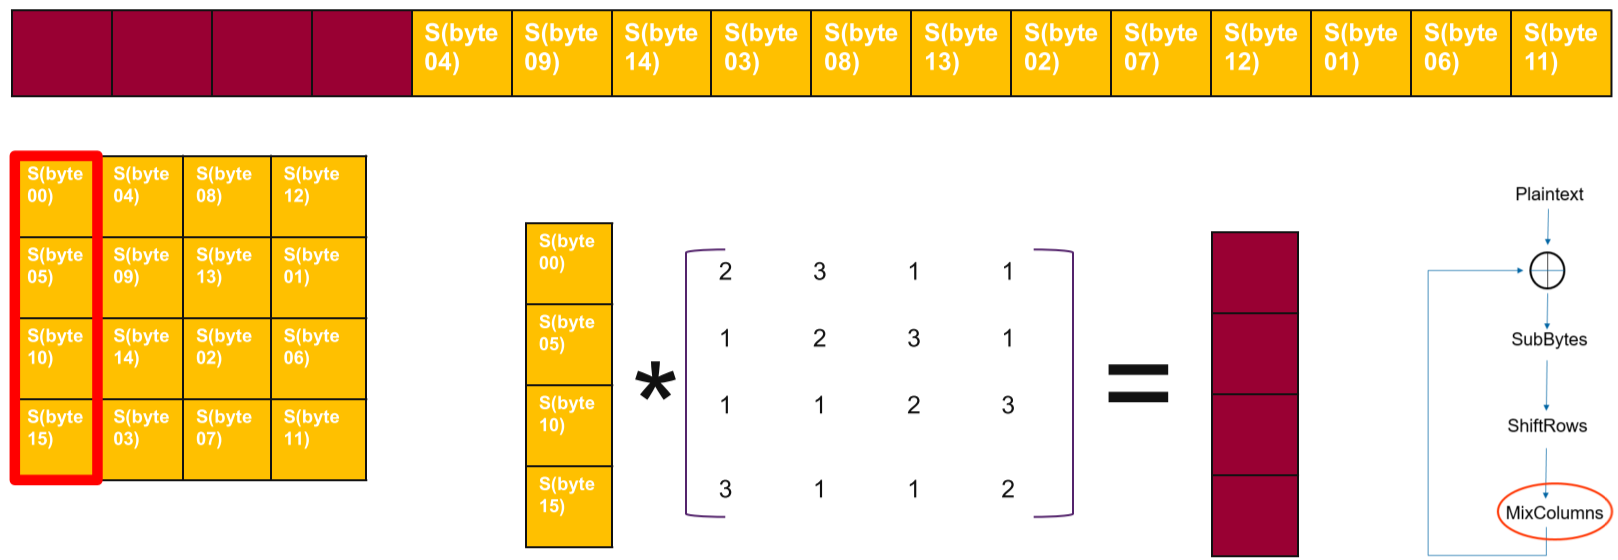 S(byte S(byte S(byte S(byte S(byte S(byte S(byte S(byte S(byte S(byte S(byte S(byte
04) 09) 14) 03) 08) 13) 02) 07) 12) 01) 06) 11)
S(byte S(byte S(byte S(byte
00) 04) 08) 12)
S(byte S(byte S(byte S(byte
05) 09) 13) 01)
S(byte S(byte S(byte S(byte
10) 14) 02) 06)
S(byte S(byte S(byte S(byte
15) 03) 07) 11)
S(byte
00)
S(byte
05)
S(byte
10)
S(byte
15)
*
2 3 1 1
1 2 3 1
1 1 2 3
3 1 1 2
=
Plaintext
SubBytes
ShiftRows
MixColumns